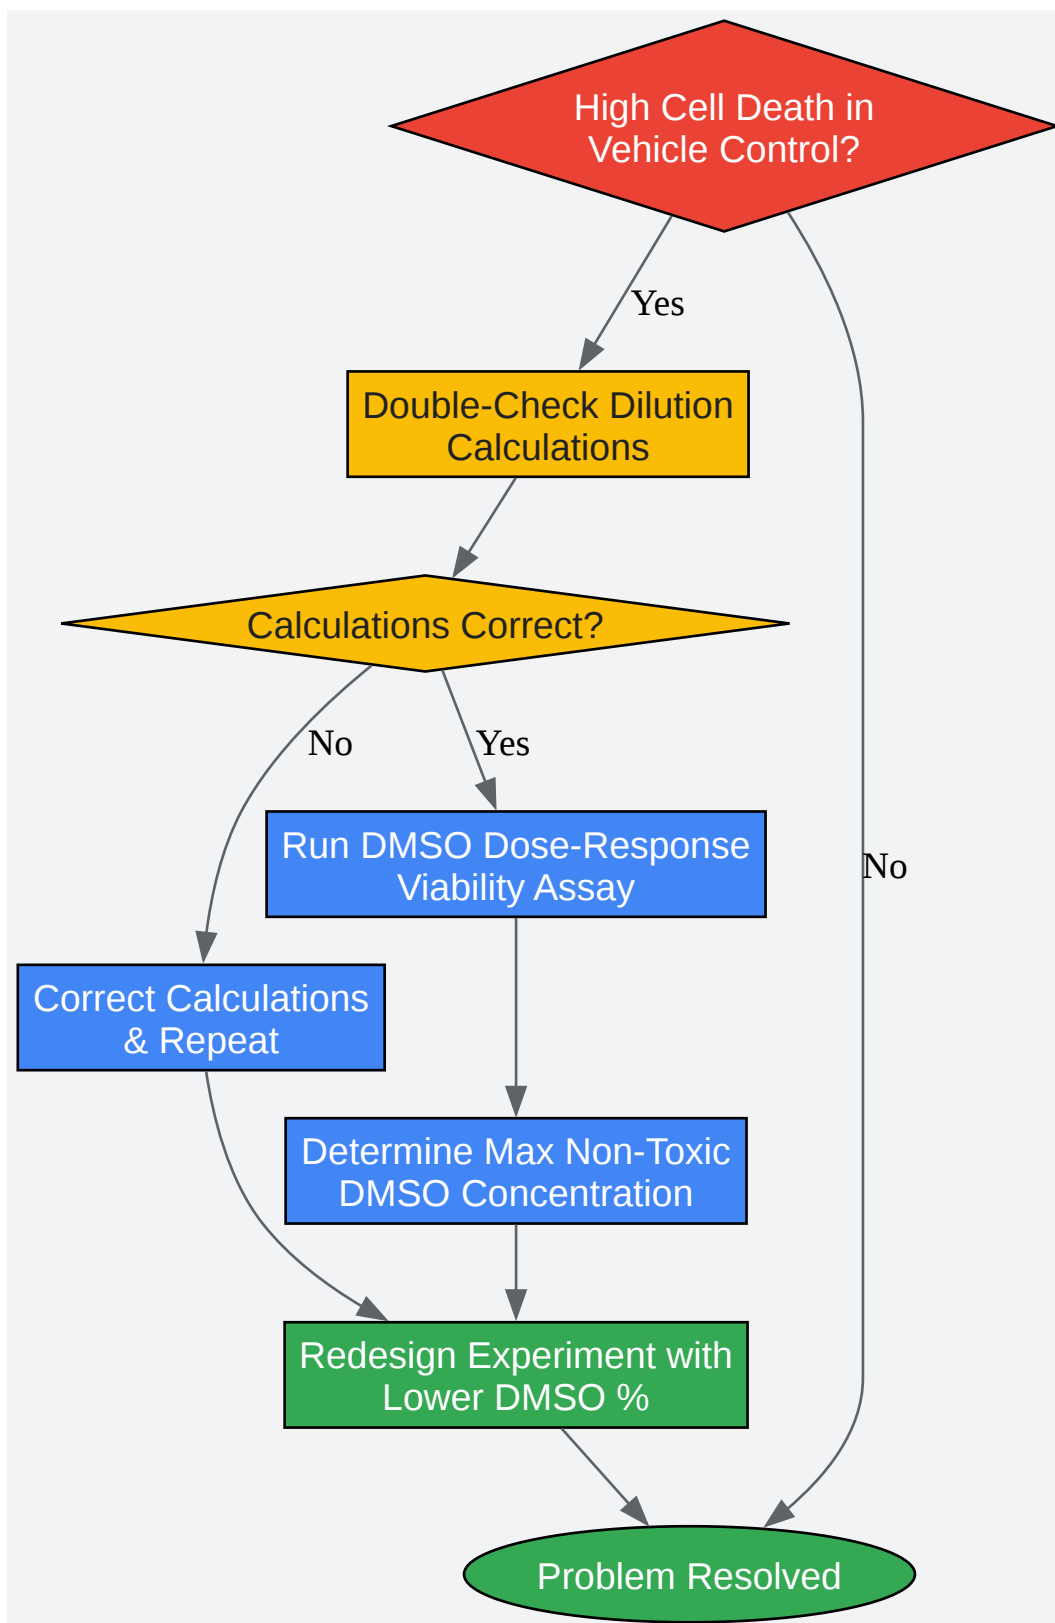 High Cell Death in
Vehicle Control?
Yes
Double-Check Dilution
Calculations
Calculations Correct?
No
Yes
Run DMSO Dose-Response
Viability Assay
No
Correct Calculations
& Repeat
Determine Max Non-Toxic
DMSO Concentration
Redesign Experiment with
Lower DMSO %
Problem Resolved